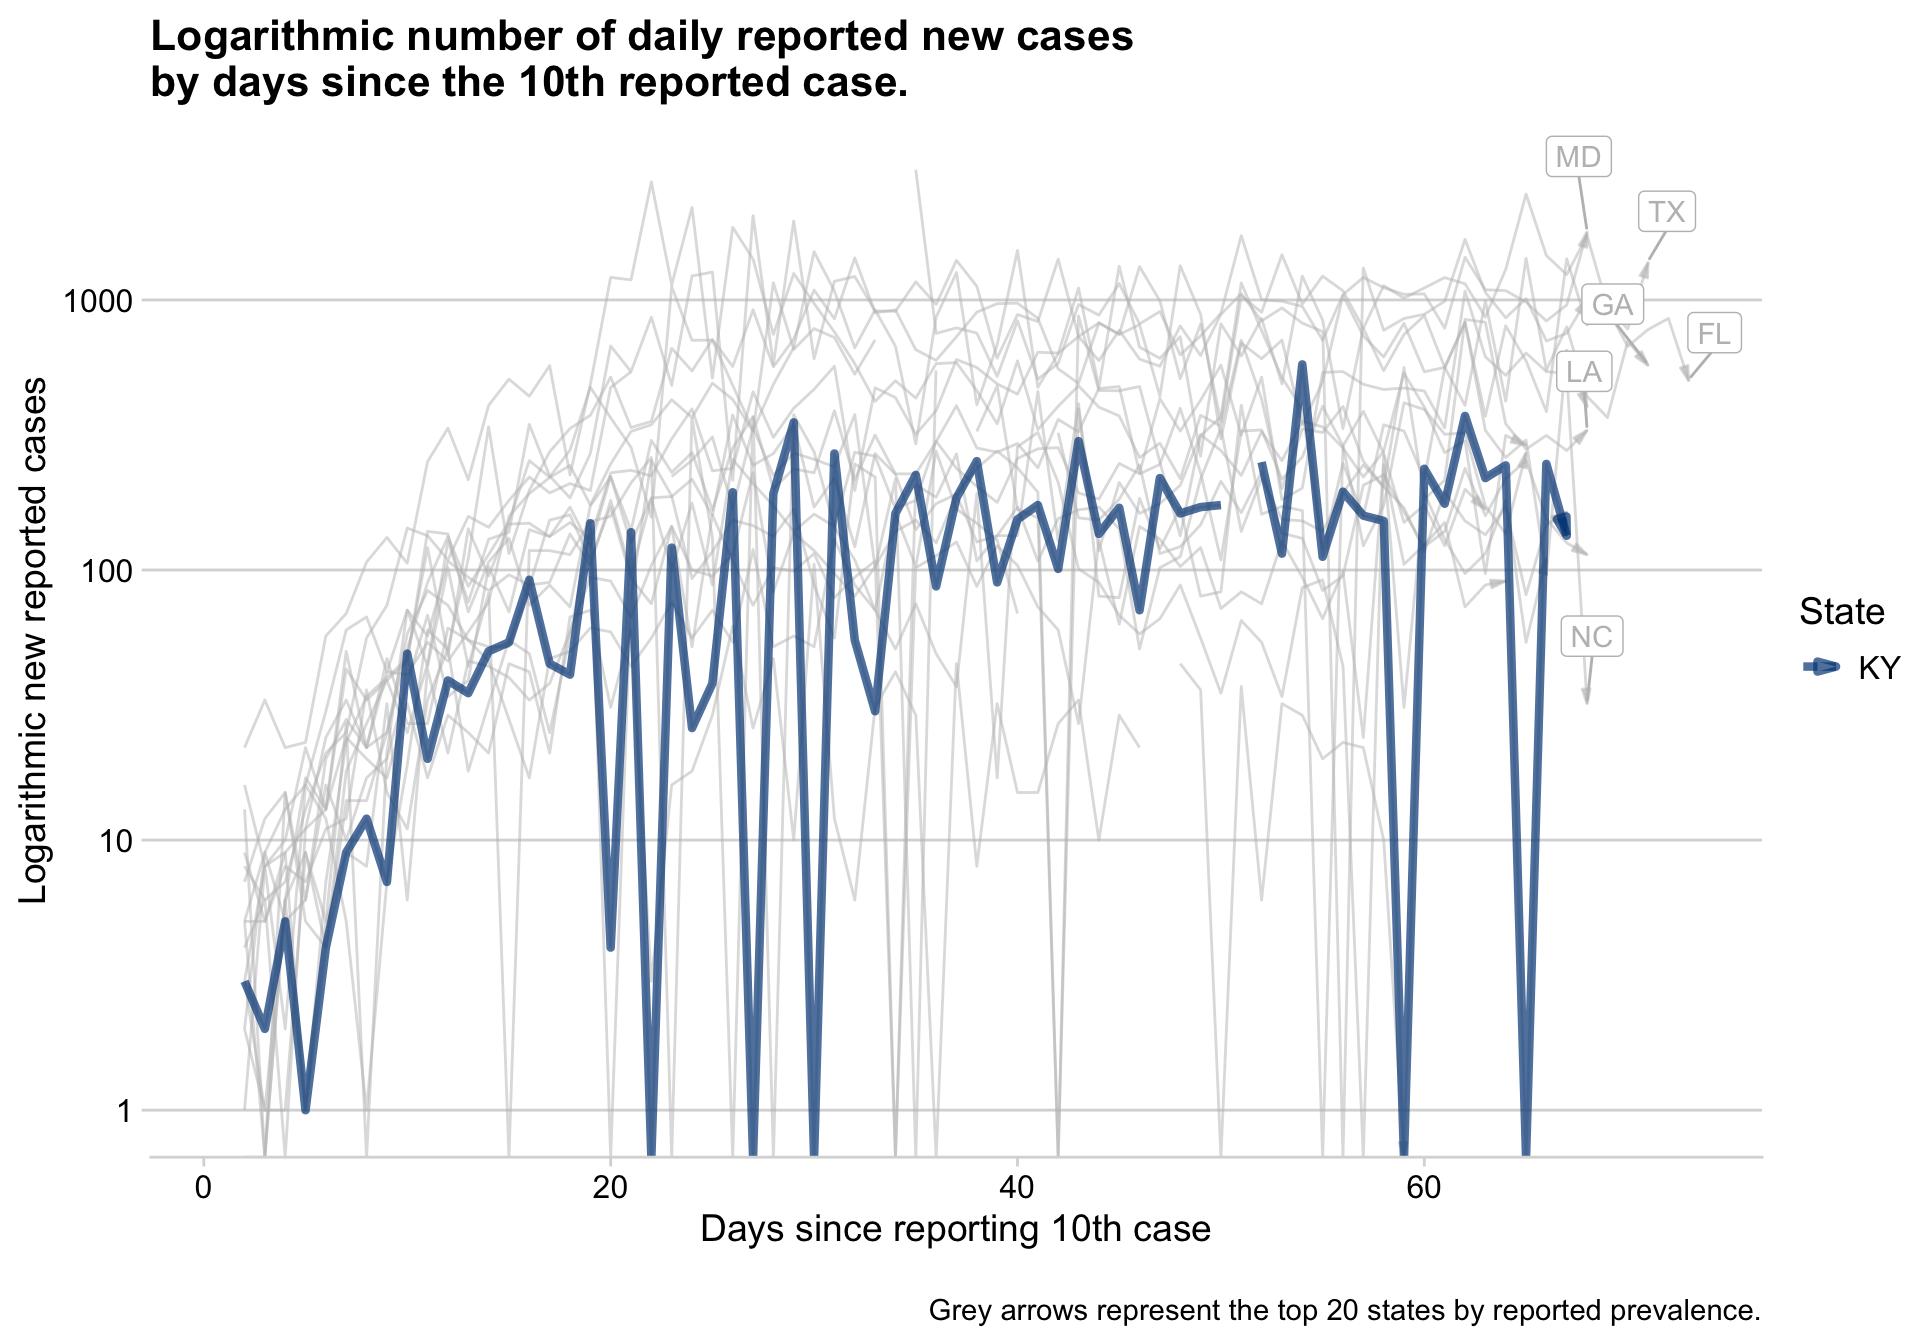 Logarithmic number of daily reported new cases
by days since the 10th reported case.
Logarithmic new reported cases
1000
100
10
1
MD
TX
GA
FL
LA
NC
State
KY
0
20
40
60
Days since reporting 10th case
Grey arrows represent the top 20 states by reported prevalence.